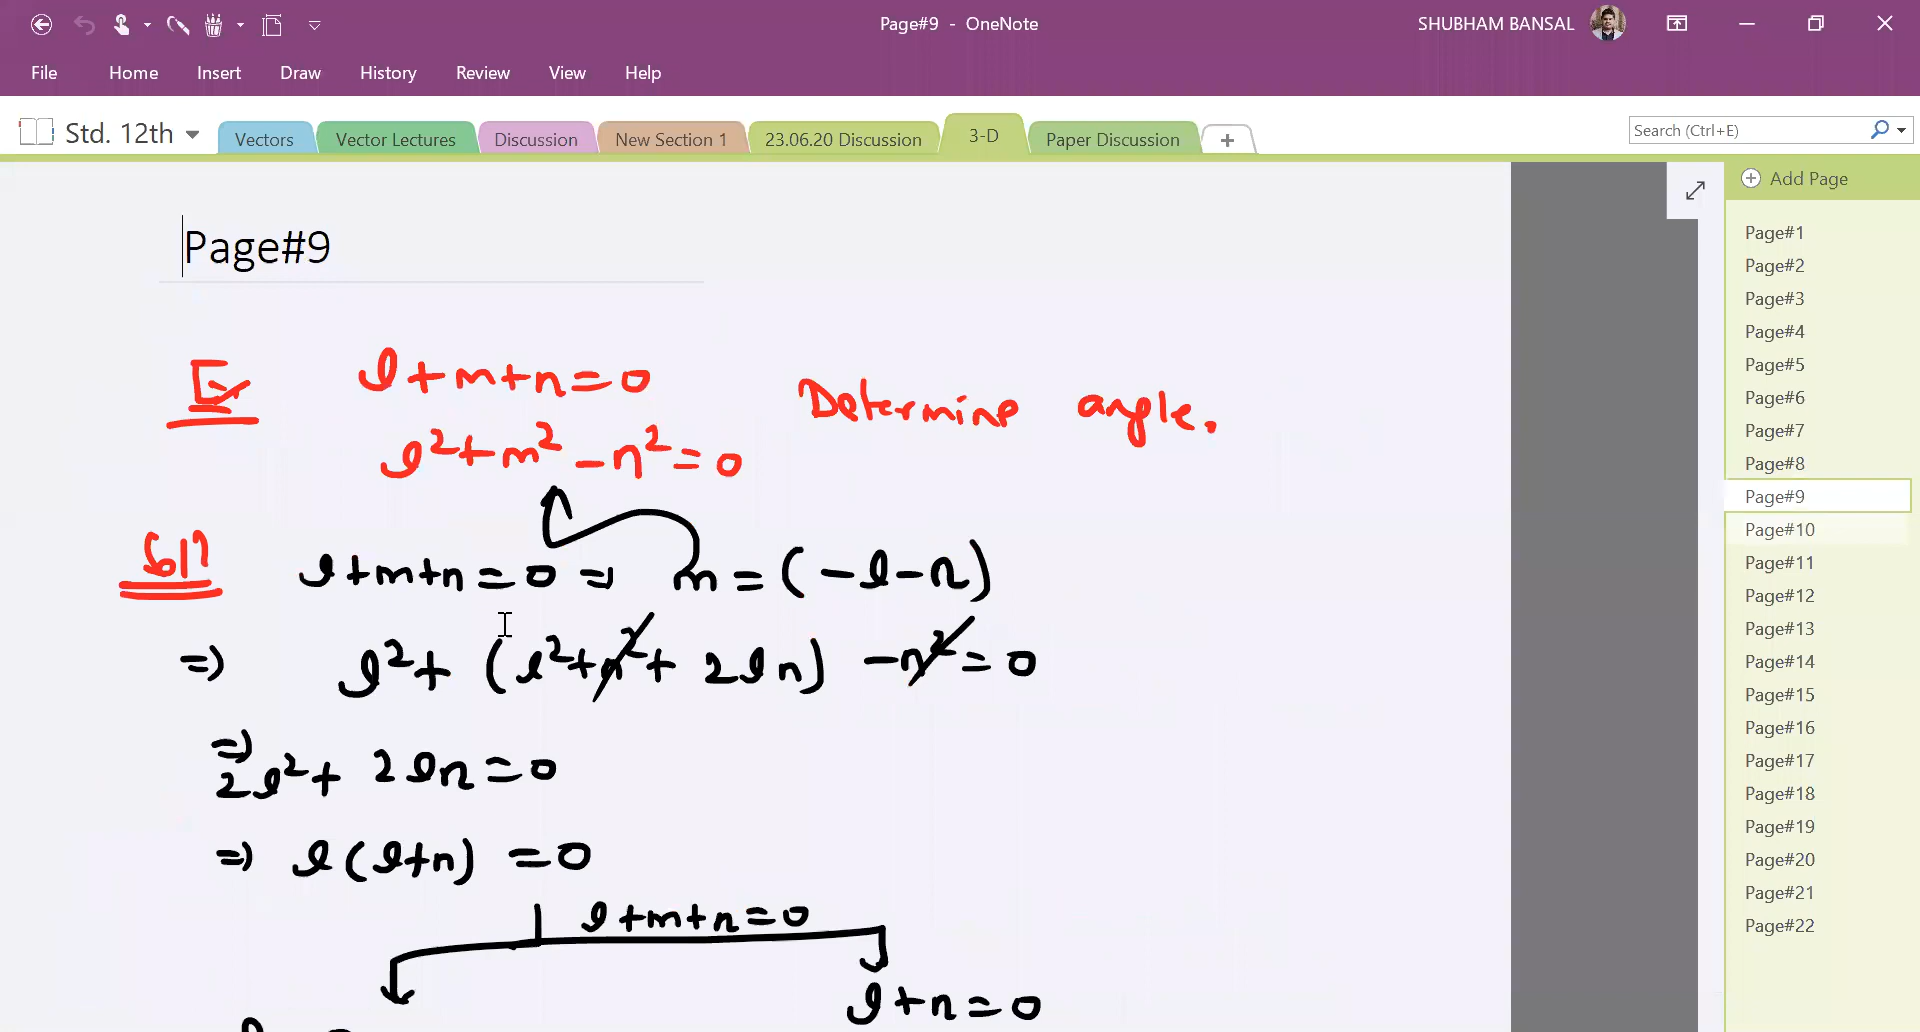 Page#9 - OneNote
SHUBHAM BANSAL
File Home Insert Draw History Review View Help
Std. 12th
Vectors
Vector Lectures
Discussion
New Section 1
23.06.20 Discussion
3-D
Paper Discussion
+
Search (Ctrl+E)
Add Page
Page#9
Ex
l+m+n=0
l²+m²-n²=0
Determine angle.
Sol?
l+m+n=0 => m=(-l-n)
=> l²+(l²+n²+2ln)-n²=0
=>
2l²+2ln=0
=> l(l+n)=0
l+m+n=0
l+n=0
Page#1
Page#2
Page#3
Page#4
Page#5
Page#6
Page#7
Page#8
Page#9
Page#10
Page#11
Page#12
Page#13
Page#14
Page#15
Page#16
Page#17
Page#18
Page#19
Page#20
Page#21
Page#22